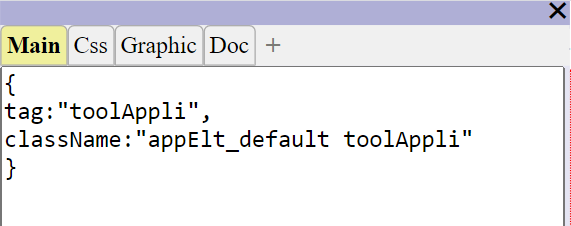 Main Css Graphic Doc +
{
tag:"toolAppli",
className:"appElt_default toolAppli"
}